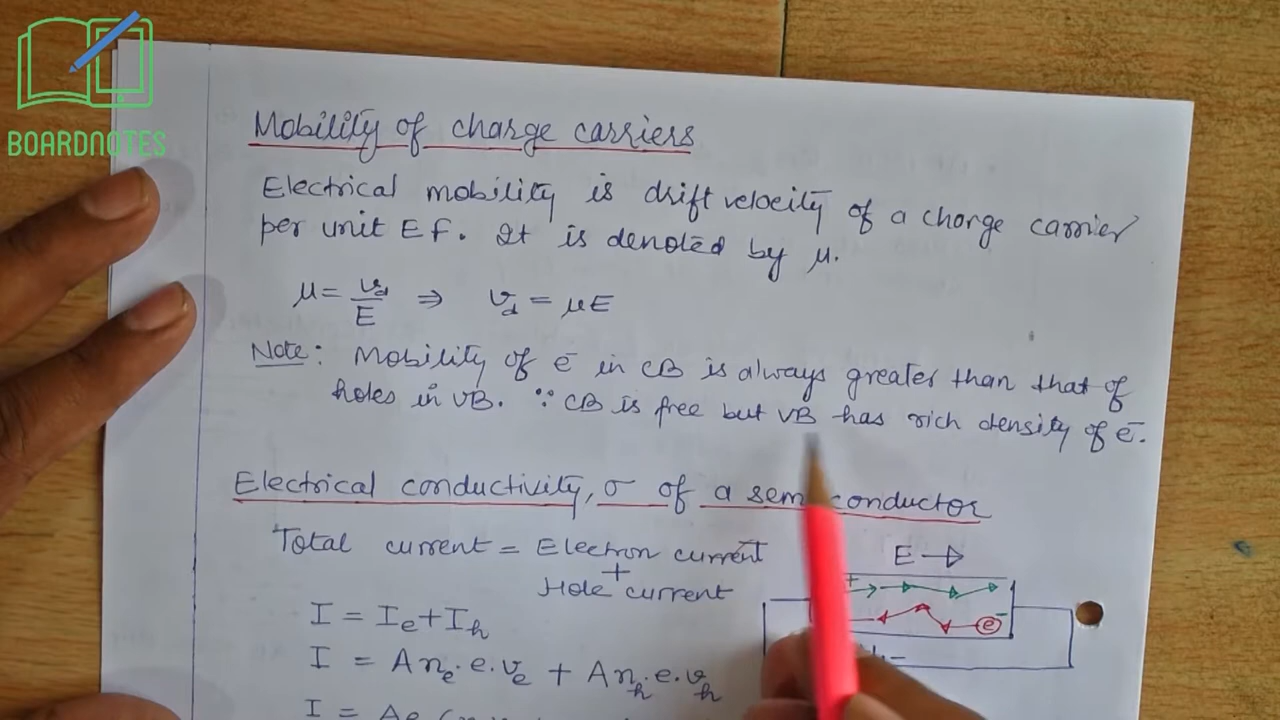 BOARDNOTES
Mobility of charge carriers
Electrical mobility is drift velocity of a charge carrier
per unit EF. It is denoted by μ.
μ = v_d / E ⇒ v_d = μE
Note: Mobility of e⁻ in CB is always greater than that of
holes in VB. ∵ CB is free but VB has rich density of e⁻.
Electrical conductivity, σ of a semiconductor
Total current = Electron current
+
Hole current
I = I_e + I_h
I = A n_e . e . v_e + A n_h . e . v_h
I = Ae
E →
+
e⁻